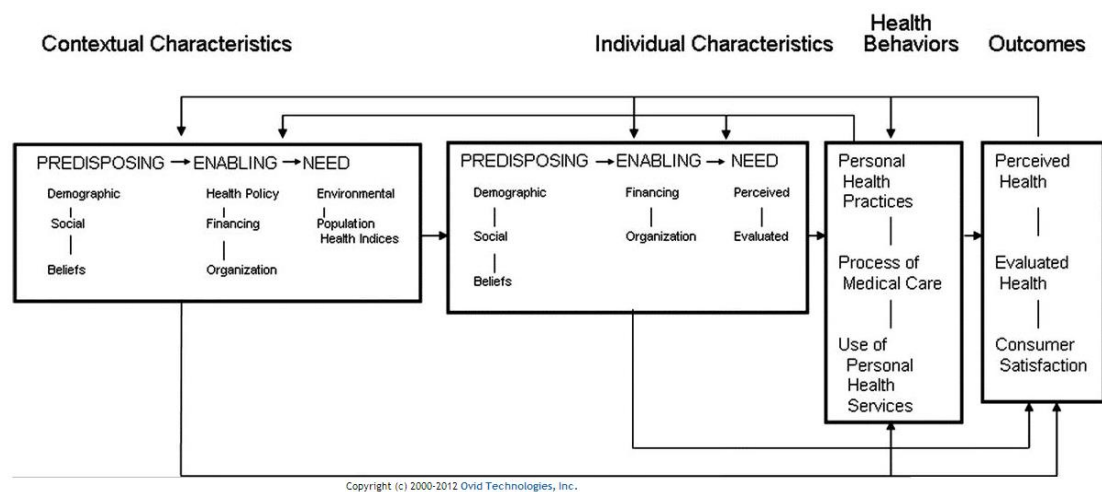 Contextual Characteristics
Individual Characteristics
Health
Behaviors
Outcomes
PREDISPOSING
ENABLING
NEED
Demographic
Social
Beliefs
Health Policy
Financing
Organization
Environmental
Population
Health Indices
PREDISPOSING
ENABLING
NEED
Demographic
Social
Beliefs
Financing
Organization
Perceived
Evaluated
Personal
Health
Practices
Process of
Medical Care
Use of
Personal
Health
Services
Perceived
Health
Evaluated
Health
Consumer
Satisfaction
Copyright (c) 2000-2012 Ovid Technologies, Inc.